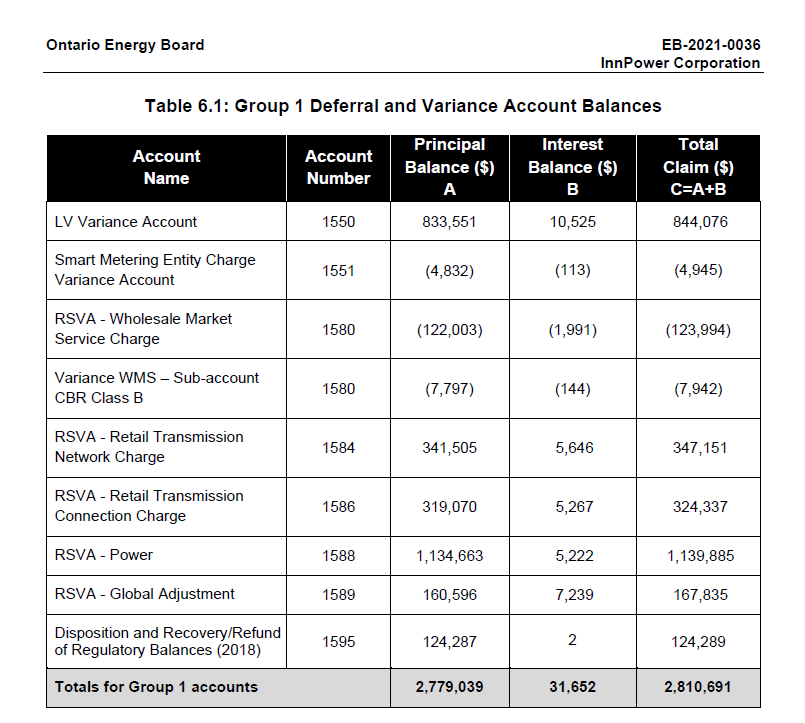 Ontario Energy Board
EB-2021-0036
InnPower Corporation
Table 6.1: Group 1 Deferral and Variance Account Balances
Account Name | Account Number | Principal Balance ($) A | Interest Balance ($) B | Total Claim ($) C=A+B
LV Variance Account | 1550 | 833,551 | 10,525 | 844,076
Smart Metering Entity Charge Variance Account | 1551 | (4,832) | (113) | (4,945)
RSVA - Wholesale Market Service Charge | 1580 | (122,003) | (1,991) | (123,994)
Variance WMS – Sub-account CBR Class B | 1580 | (7,797) | (144) | (7,942)
RSVA - Retail Transmission Network Charge | 1584 | 341,505 | 5,646 | 347,151
RSVA - Retail Transmission Connection Charge | 1586 | 319,070 | 5,267 | 324,337
RSVA - Power | 1588 | 1,134,663 | 5,222 | 1,139,885
RSVA - Global Adjustment | 1589 | 160,596 | 7,239 | 167,835
Disposition and Recovery/Refund of Regulatory Balances (2018) | 1595 | 124,287 | 2 | 124,289
Totals for Group 1 accounts | 2,779,039 | 31,652 | 2,810,691